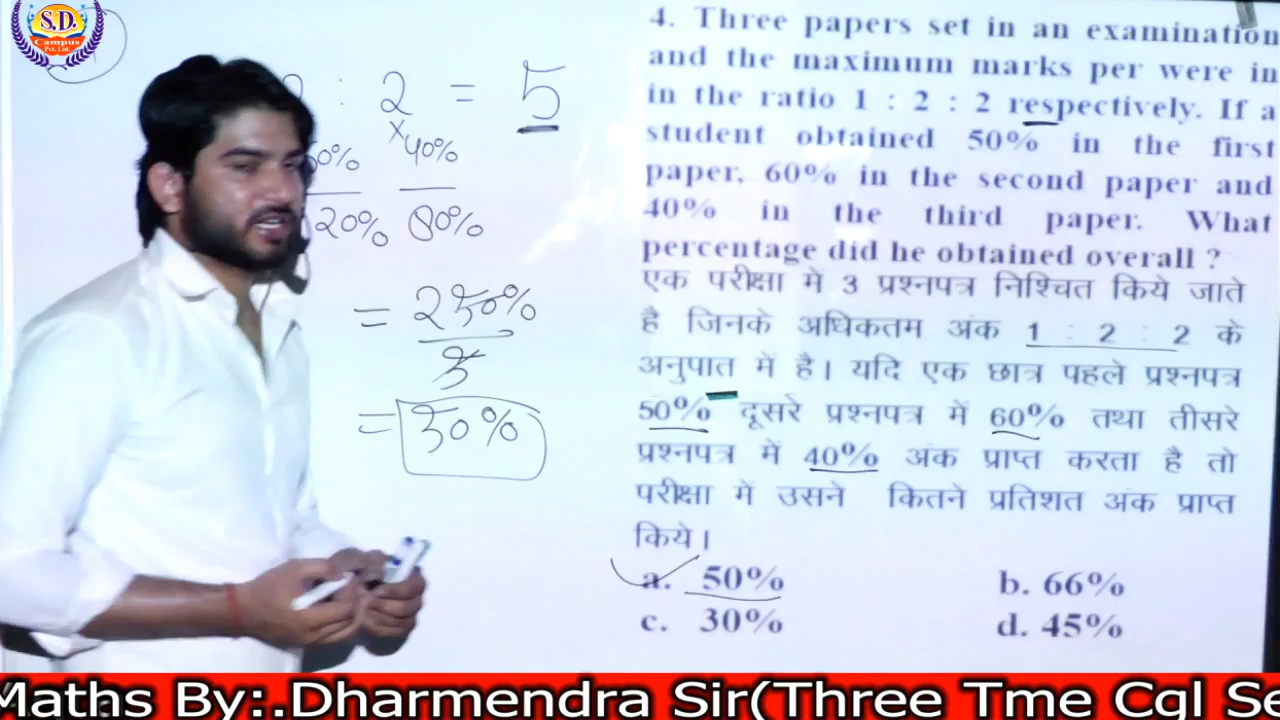 S.D.
Campus
Pvt. Ltd.
: 2 = 5
×40%
120% 80%
= 250%
5
= 50%
4. Three papers set in an examination
and the maximum marks per were in
in the ratio 1 : 2 : 2 respectively. If a
student obtained 50% in the first
paper, 60% in the second paper and
40% in the third paper. What
percentage did he obtained overall ?
एक परीक्षा में 3 प्रश्नपत्र निश्चित किये जाते
है जिनके अधिकतम अंक 1 : 2 : 2 के
अनुपात में है। यदि एक छात्र पहले प्रश्नपत्र
50% दूसरे प्रश्नपत्र में 60% तथा तीसरे
प्रश्नपत्र में 40% अंक प्राप्त करता है तो
परीक्षा में उसने कितने प्रतिशत अंक प्राप्त
किये।
a. 50% b. 66%
c. 30% d. 45%
Maths By:.Dharmendra Sir(Three Tme Cgl Se